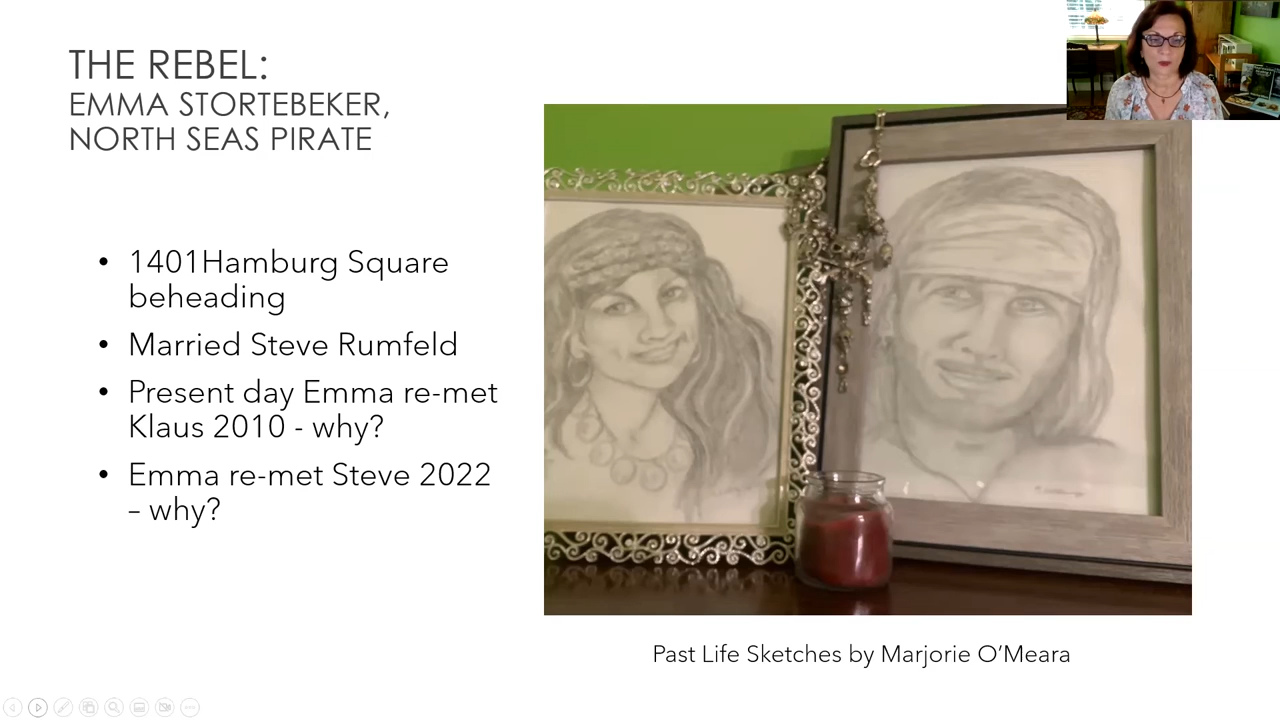 THE REBEL:
EMMA STORTEBEKER,
NORTH SEAS PIRATE
• 1401Hamburg Square
beheading
• Married Steve Rumfeld
• Present day Emma re-met
Klaus 2010 - why?
• Emma re-met Steve 2022
– why?
Past Life Sketches by Marjorie O’Meara